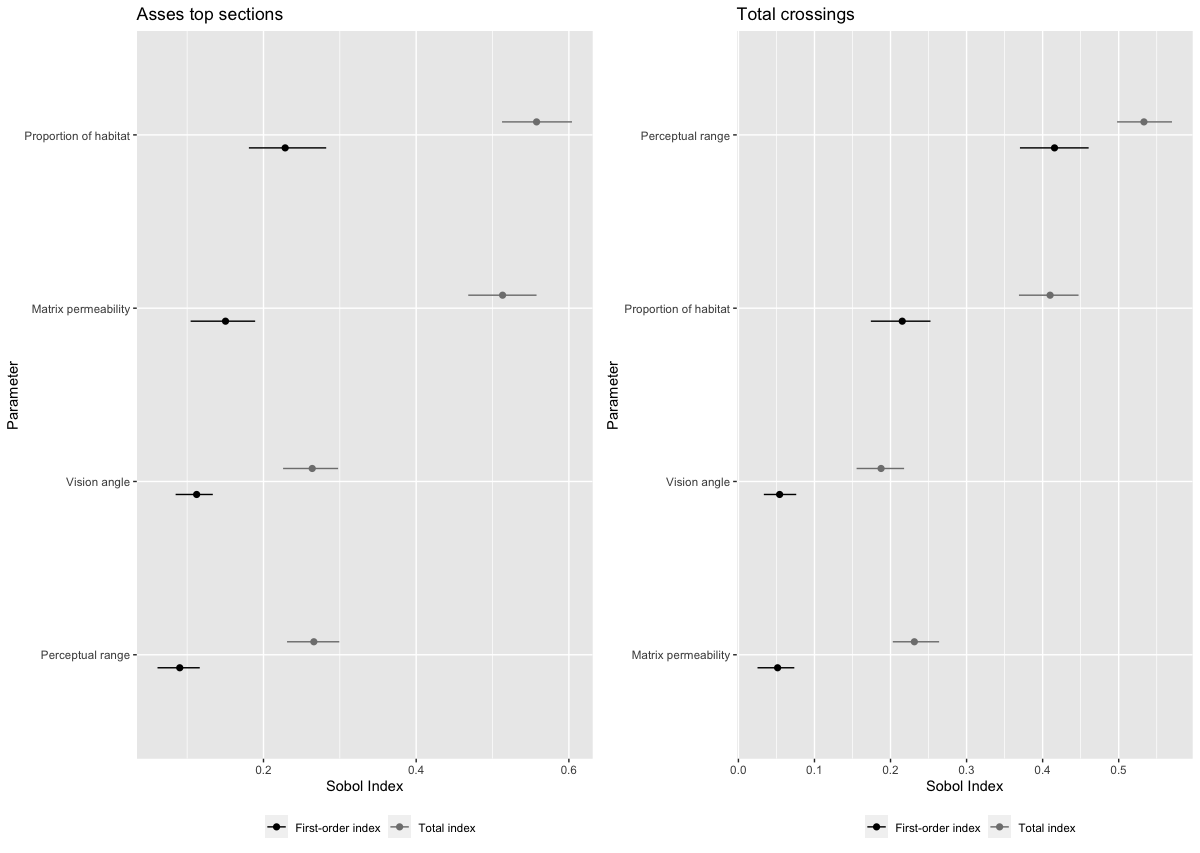 Asses top sections
Parameter
Proportion of habitat
Matrix permeability
Vision angle
Perceptual range
0.2 0.4 0.6
Sobol Index
First-order index Total index
Total crossings
Parameter
Perceptual range
Proportion of habitat
Vision angle
Matrix permeability
0.0 0.1 0.2 0.3 0.4 0.5
Sobol Index
First-order index Total index